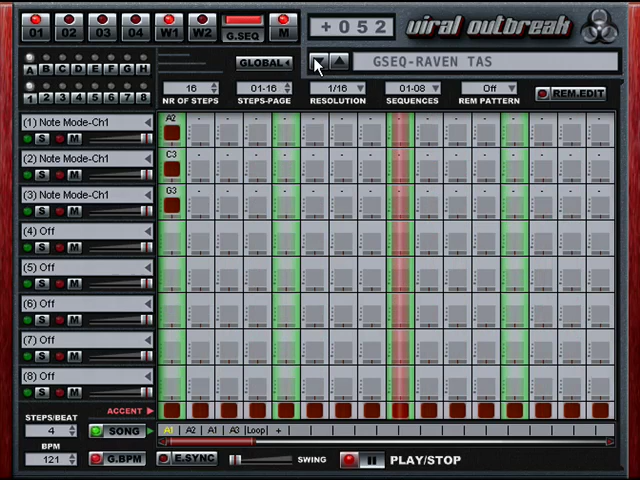 01 02 03 04 W1 W2 G.SEQ M
+052
viral outbreak
A B C D E F G H
GLOBAL
GSEQ-RAVEN TAS
1 2 3 4 5 6 7 8
16 01-16 1/16 01-08 Off REM.EDIT
NR OF STEPS STEPS-PAGE RESOLUTION SEQUENCES REM PATTERN
(1) Note Mode-Ch1 A2
S M
(2) Note Mode-Ch1 C3
S M
(3) Note Mode-Ch1 G3
S M
(4) Off
S M
(5) Off
S M
(6) Off
S M
(7) Off
S M
(8) Off
S M
ACCENT
STEPS/BEAT
4 SONG A1 A2 A1 A3 Loop +
BPM
121 G.BPM E.SYNC SWING PLAY/STOP